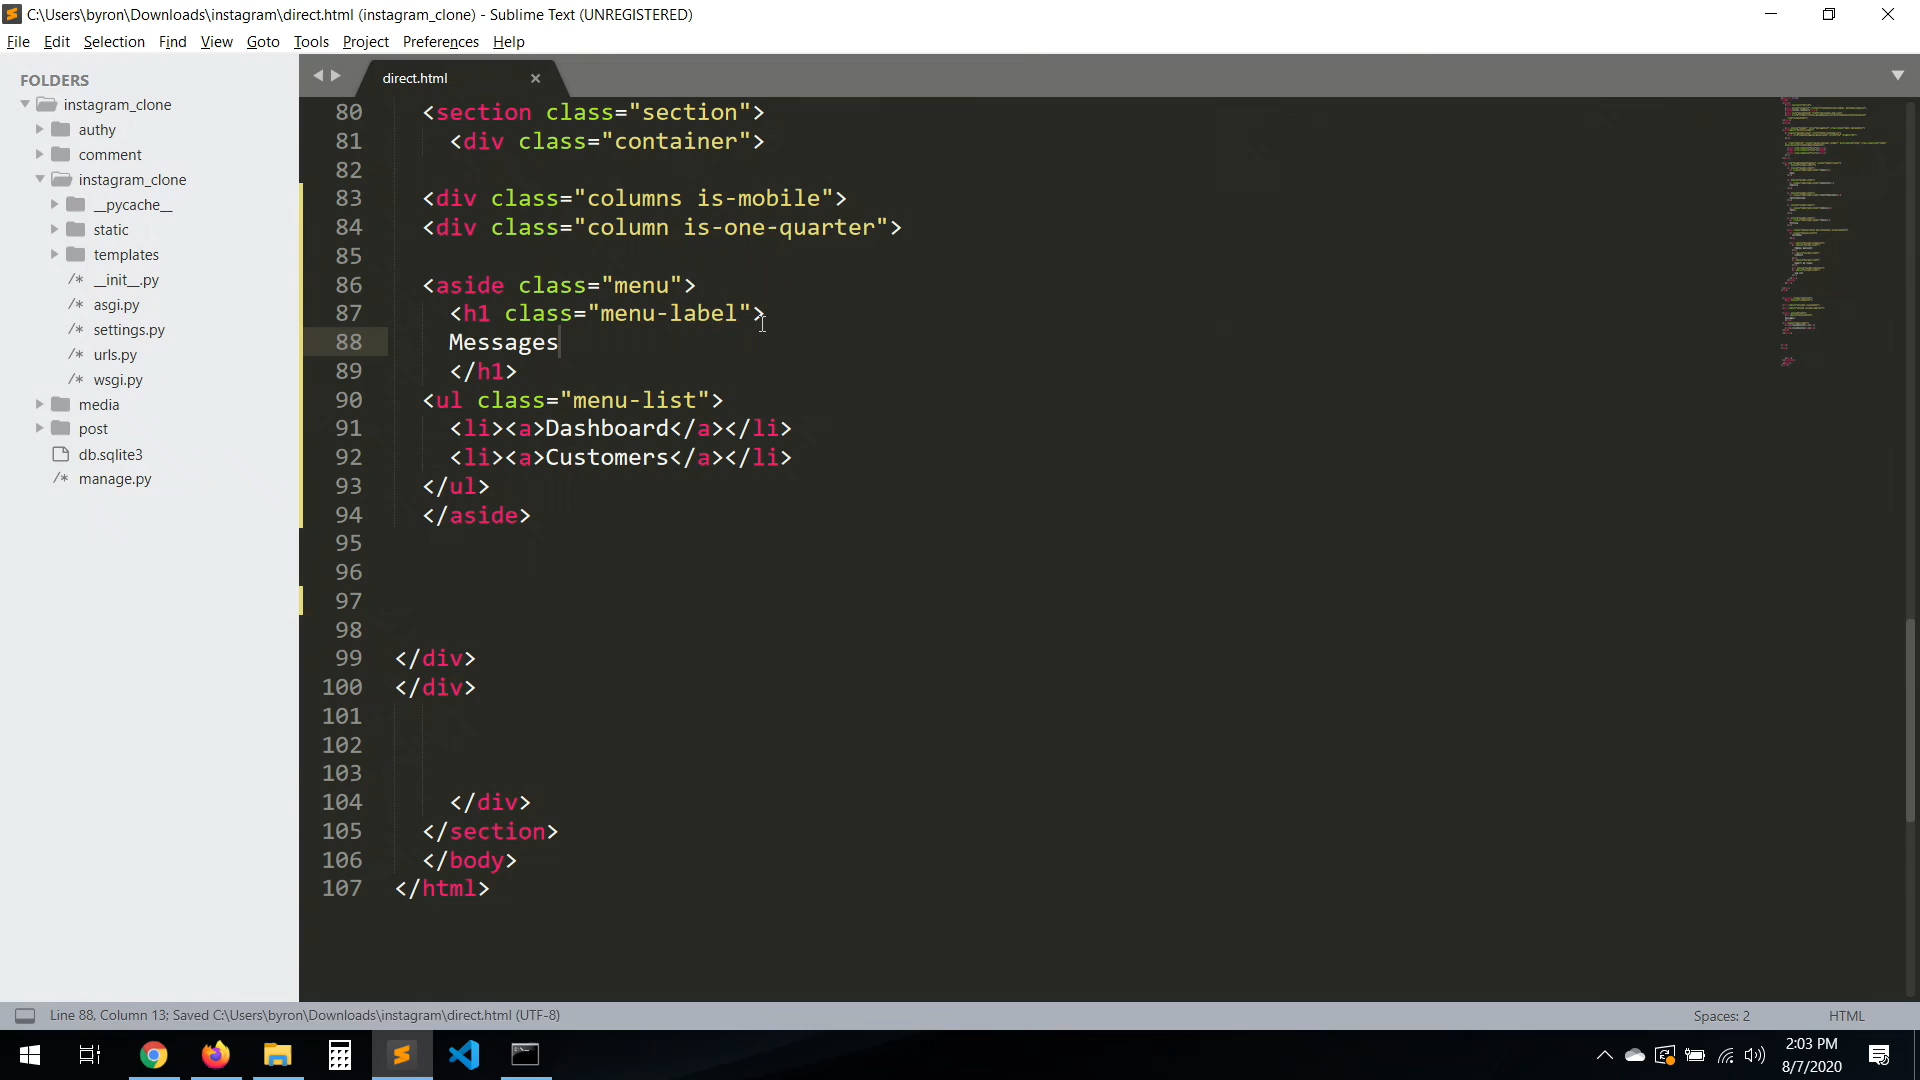 C:\Users\byron\Downloads\instagram\direct.html (instagram_clone) - Sublime Text (UNREGISTERED)
File Edit Selection Find View Goto Tools Project Preferences Help
FOLDERS
instagram_clone
authy
comment
instagram_clone
__pycache__
static
templates
/* __init__.py
/* asgi.py
/* settings.py
/* urls.py
/* wsgi.py
media
post
db.sqlite3
/* manage.py
direct.html
80 <section class="section">
81 <div class="container">
82
83 <div class="columns is-mobile">
84 <div class="column is-one-quarter">
85
86 <aside class="menu">
87 <h1 class="menu-label">
88 Messages
89 </h1>
90 <ul class="menu-list">
91 <li><a>Dashboard</a></li>
92 <li><a>Customers</a></li>
93 </ul>
94 </aside>
95
96
97
98
99 </div>
100 </div>
101
102
103
104 </div>
105 </section>
106 </body>
107 </html>
Line 88, Column 13; Saved C:\Users\byron\Downloads\instagram\direct.html (UTF-8)
Spaces: 2
HTML
2:03 PM
8/7/2020